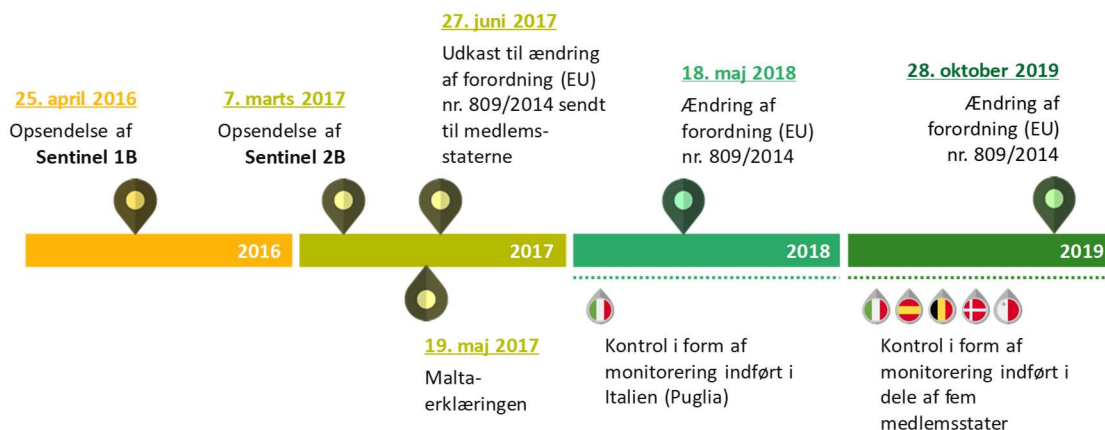 25. april 2016
Opsendelse af
Sentinel 1B
7. marts 2017
Opsendelse af
Sentinel 2B
27. juni 2017
Udkast til ændring
af forordning (EU)
nr. 809/2014 sendt
til medlems-
staterne
18. maj 2018
Ændring af
forordning (EU)
nr. 809/2014
28. oktober 2019
Ændring af
forordning (EU)
nr. 809/2014
2016
2017
2018
2019
19. maj 2017
Malta-
erklæringen
Kontrol i form af
monitorering indført i
Italien (Puglia)
Kontrol i form af
monitorering indført i
dele af fem
medlemsstater